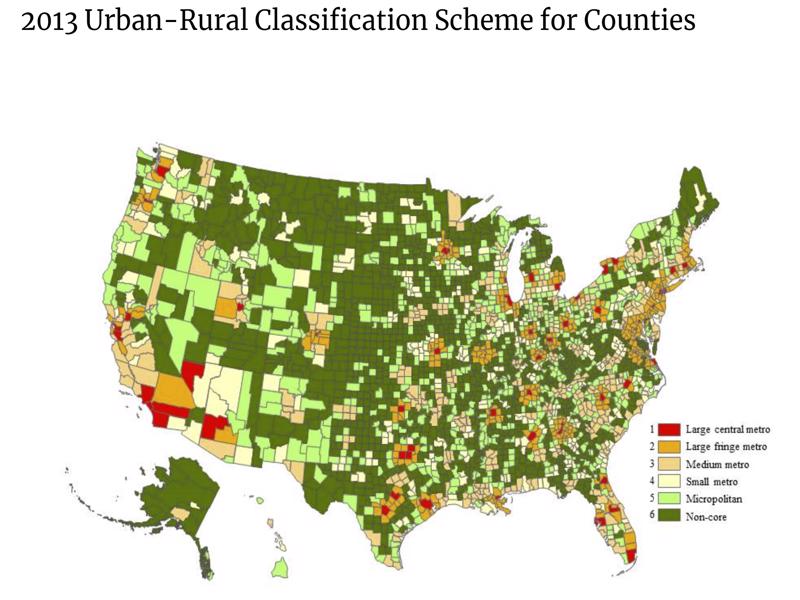 2013 Urban-Rural Classification Scheme for Counties
1 Large central metro
2 Large fringe metro
3 Medium metro
4 Small metro
5 Micropolitan
6 Non-core